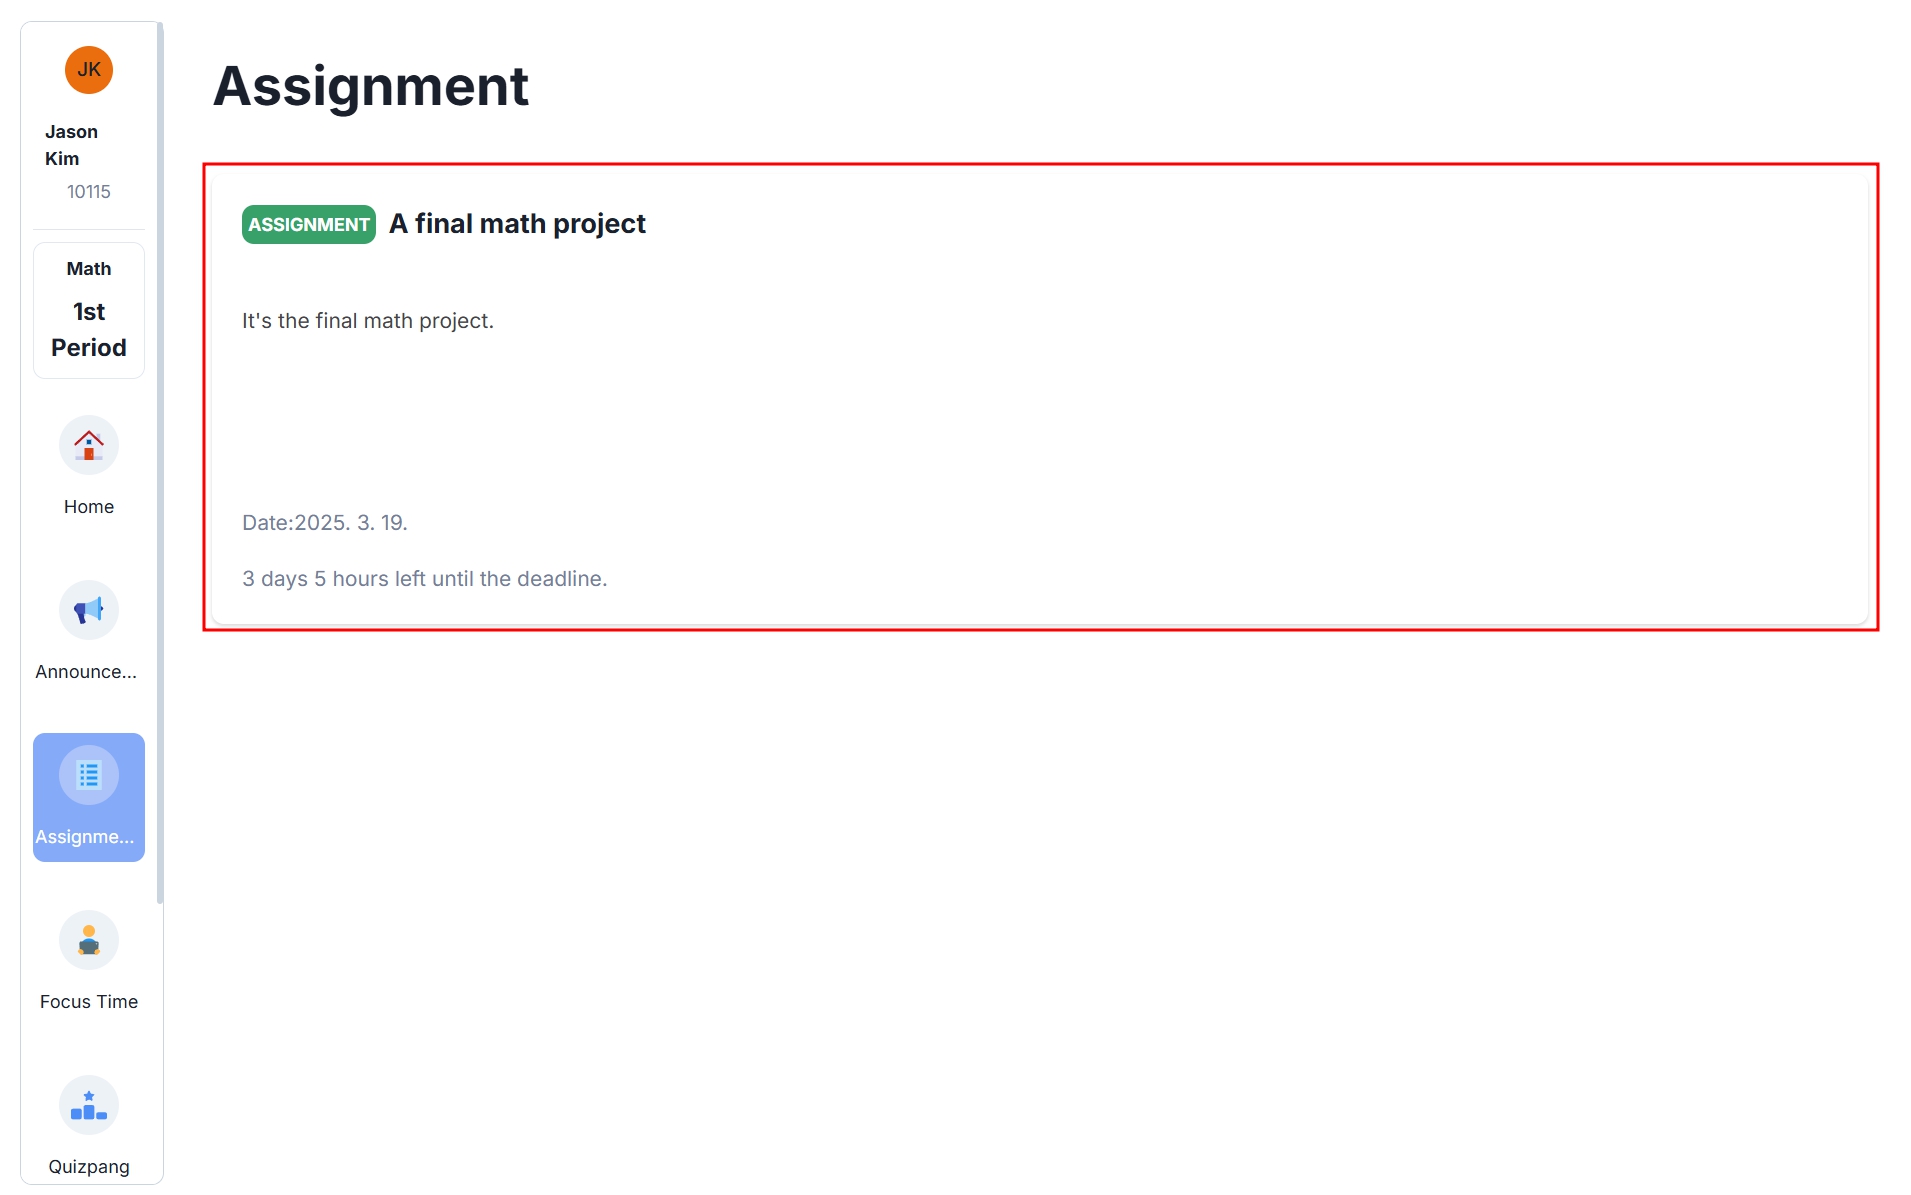 JK
Jason
Kim
10115
Math
1st
Period
Home
Announce...
Assignme...
Focus Time
Quizpang
Assignment
ASSIGNMENT A final math project
It's the final math project.
Date:2025. 3. 19.
3 days 5 hours left until the deadline.